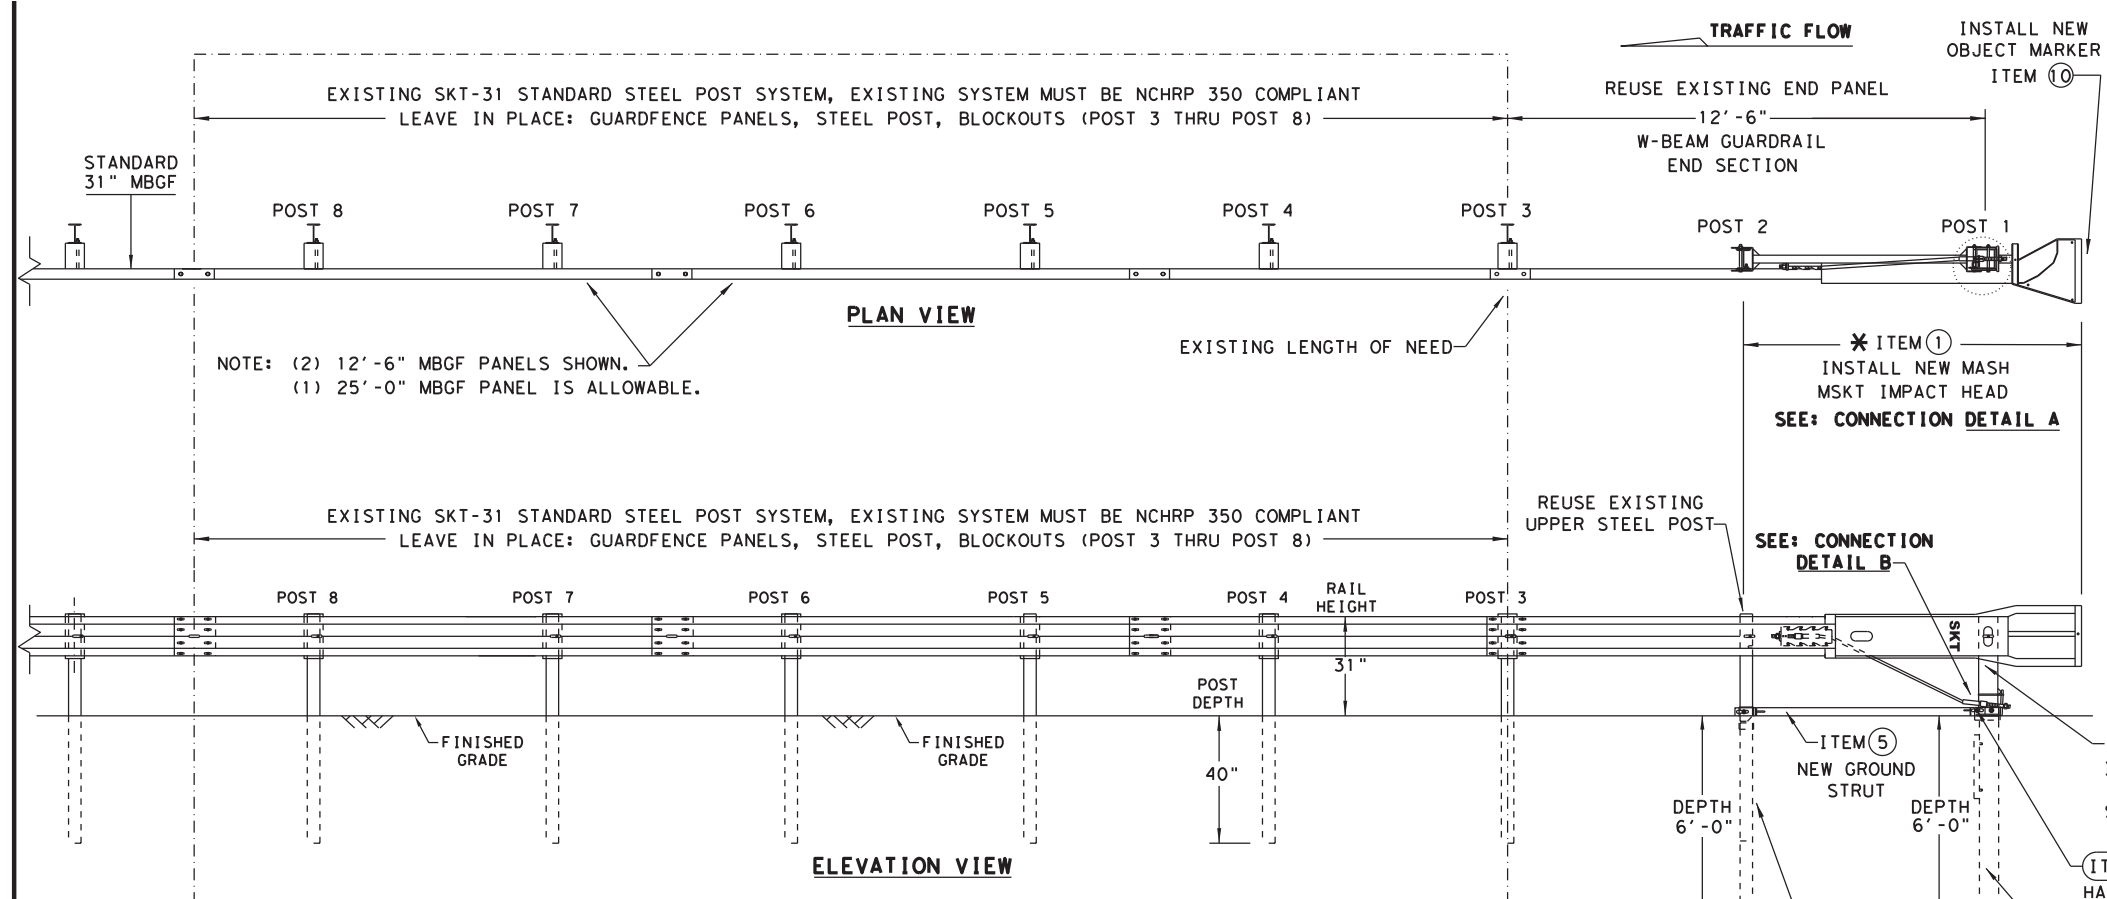 TRAFFIC FLOW
INSTALL NEW
OBJECT MARKER
ITEM 10
EXISTING SKT-31 STANDARD STEEL POST SYSTEM, EXISTING SYSTEM MUST BE NCHRP 350 COMPLIANT
LEAVE IN PLACE: GUARDFENCE PANELS, STEEL POST, BLOCKOUTS (POST 3 THRU POST 8)
REUSE EXISTING END PANEL
12'-6"
W-BEAM GUARDRAIL
END SECTION
STANDARD
31" MBGF
POST 8
POST 7
POST 6
POST 5
POST 4
POST 3
POST 2
POST 1
PLAN VIEW
NOTE: (2) 12'-6" MBGF PANELS SHOWN.
(1) 25'-0" MBGF PANEL IS ALLOWABLE.
EXISTING LENGTH OF NEED
* ITEM 1
INSTALL NEW MASH
MSKT IMPACT HEAD
SEE: CONNECTION DETAIL A
EXISTING SKT-31 STANDARD STEEL POST SYSTEM, EXISTING SYSTEM MUST BE NCHRP 350 COMPLIANT
LEAVE IN PLACE: GUARDFENCE PANELS, STEEL POST, BLOCKOUTS (POST 3 THRU POST 8)
REUSE EXISTING
UPPER STEEL POST
SEE: CONNECTION
DETAIL B
POST 8
POST 7
POST 6
POST 5
POST 4
RAIL
HEIGHT
POST 3
SKT
31"
POST
DEPTH
FINISHED
GRADE
FINISHED
GRADE
40"
ITEM 5
NEW GROUND
STRUT
DEPTH
6'-0"
DEPTH
6'-0"
ELEVATION VIEW
IT
HA